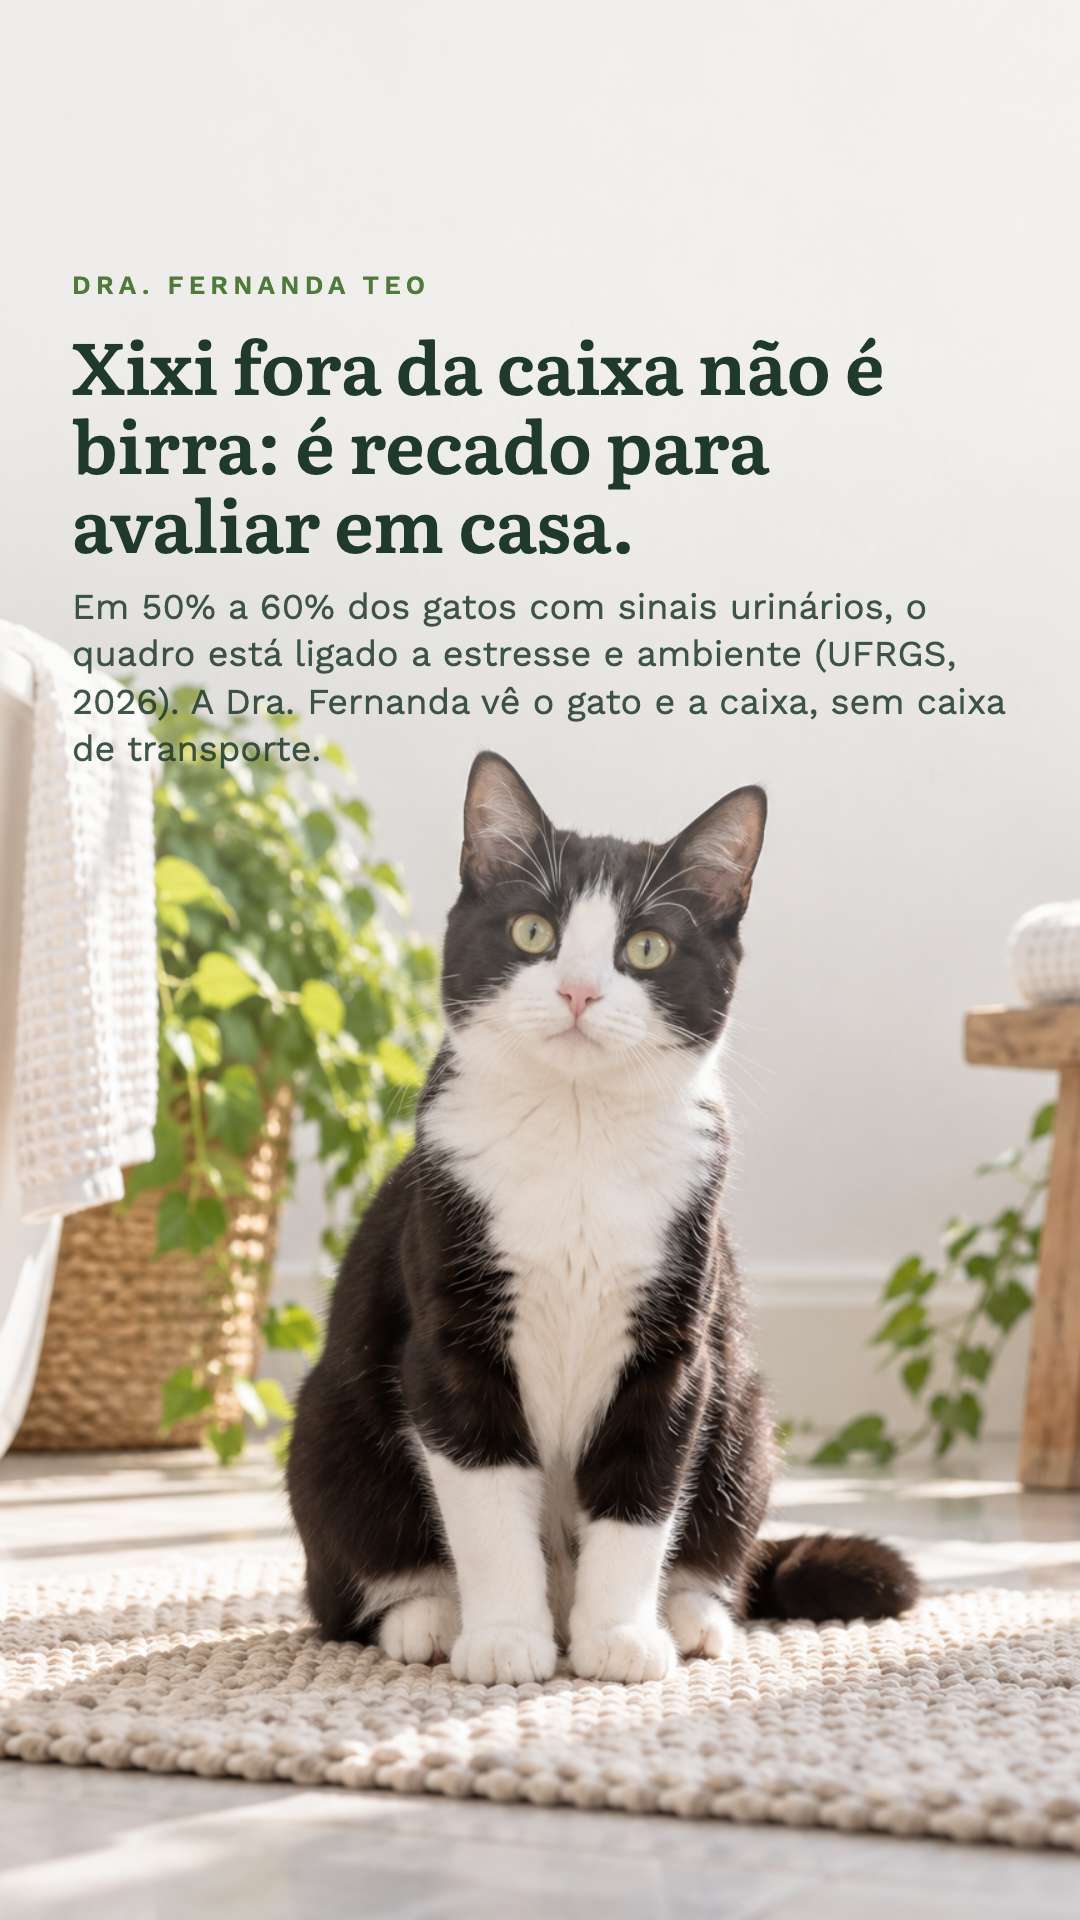 DRA. FERNANDA TEO
Xixi fora da caixa não é
birra: é recado para
avaliar em casa.
Em 50% a 60% dos gatos com sinais urinários, o
quadro está ligado a estresse e ambiente (UFRGS,
2026). A Dra. Fernanda vê o gato e a caixa, sem caixa
de transporte.